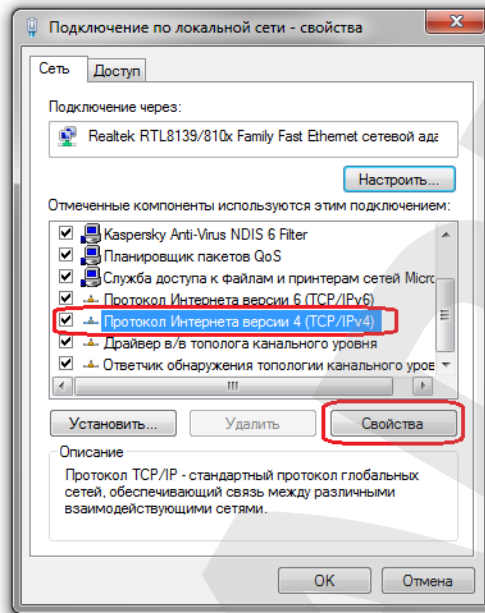 Подключение по локальной сети - свойства
Сеть
Доступ
Подключение через:
Realtek RTL8139/810x Family Fast Ethernet сетевой ада
Настроить...
Отмеченные компоненты используются этим подключением:
Kaspersky Anti-Virus NDIS 6 Filter
Планировщик пакетов QoS
Служба доступа к файлам и принтерам сетей Micro
Протокол Интернета версии 6 (TCP/IPv6)
Протокол Интернета версии 4 (TCP/IPv4)
Драйвер в/в тополога канального уровня
Ответчик обнаружения топологии канального уров
Установить...
Удалить
Свойства
Описание
Протокол TCP/IP - стандартный протокол глобальных
сетей, обеспечивающий связь между различными
взаимодействующими сетями.
OK
Отмена